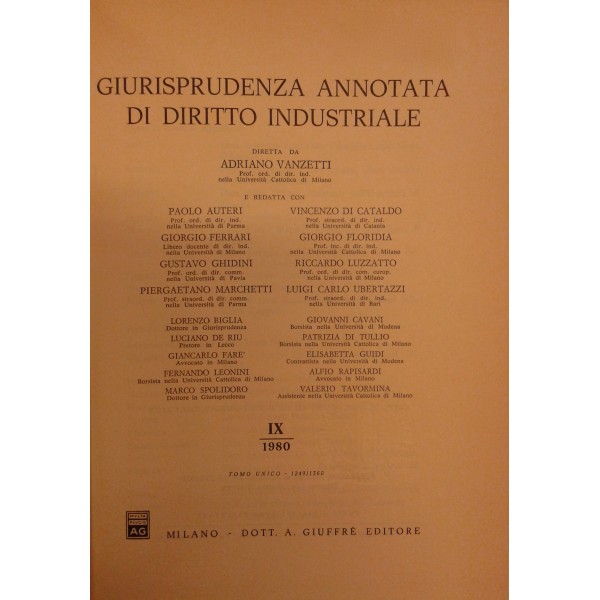 GIURISPRUDENZA ANNOTATA
DI DIRITTO INDUSTRIALE
DIRETTA DA
ADRIANO VANZETTI
Prof. ord. di dir. ind.
nella Università Cattolica di Milano
E REDATTA CON
PAOLO AUTERI
Prof. ord. di dir. ind.
nella Università di Parma
VINCENZO DI CATALDO
Prof. straord. di dir. ind.
nella Università di Catania
GIORGIO FERRARI
Libero docente di dir. ind.
nella Università di Milano
GIORGIO FLORIDIA
Prof. inc. di dir. ind.
nella Università Cattolica di Milano
GUSTAVO GHIDINI
Prof. ord. di dir. comm.
nella Università di Pavia
RICCARDO LUZZATTO
Prof. ord. di dir. com. europ.
nella Università di Milano
PIERGAETANO MARCHETTI
Prof. straord. di dir. comm.
nella Università di Parma
LUIGI CARLO UBERTAZZI
Prof. straord. di dir. ind.
nella Università di Bari
LORENZO BIGLIA
Dottore in Giurisprudenza
GIOVANNI CAVANI
Borsista nella Università di Modena
LUCIANO DE RIU
Pretore in Lecco
PATRIZIA DI TULLIO
Borsista nella Università Cattolica di Milano
GIANCARLO FARE'
Avvocato in Milano
ELISABETTA GUIDI
Contrattista nella Università di Modena
FERNANDO LEONINI
Borsista nella Università Cattolica di Milano
ALFIO RAPISARDI
Avvocato in Milano
MARCO SPOLIDORO
Dottore in Giurisprudenza
VALERIO TAVORMINA
Assistente nella Università Cattolica di Milano
IX
1980
TOMO UNICO - 1249/1365
AG
MILANO - DOTT. A. GIUFFRÈ EDITORE